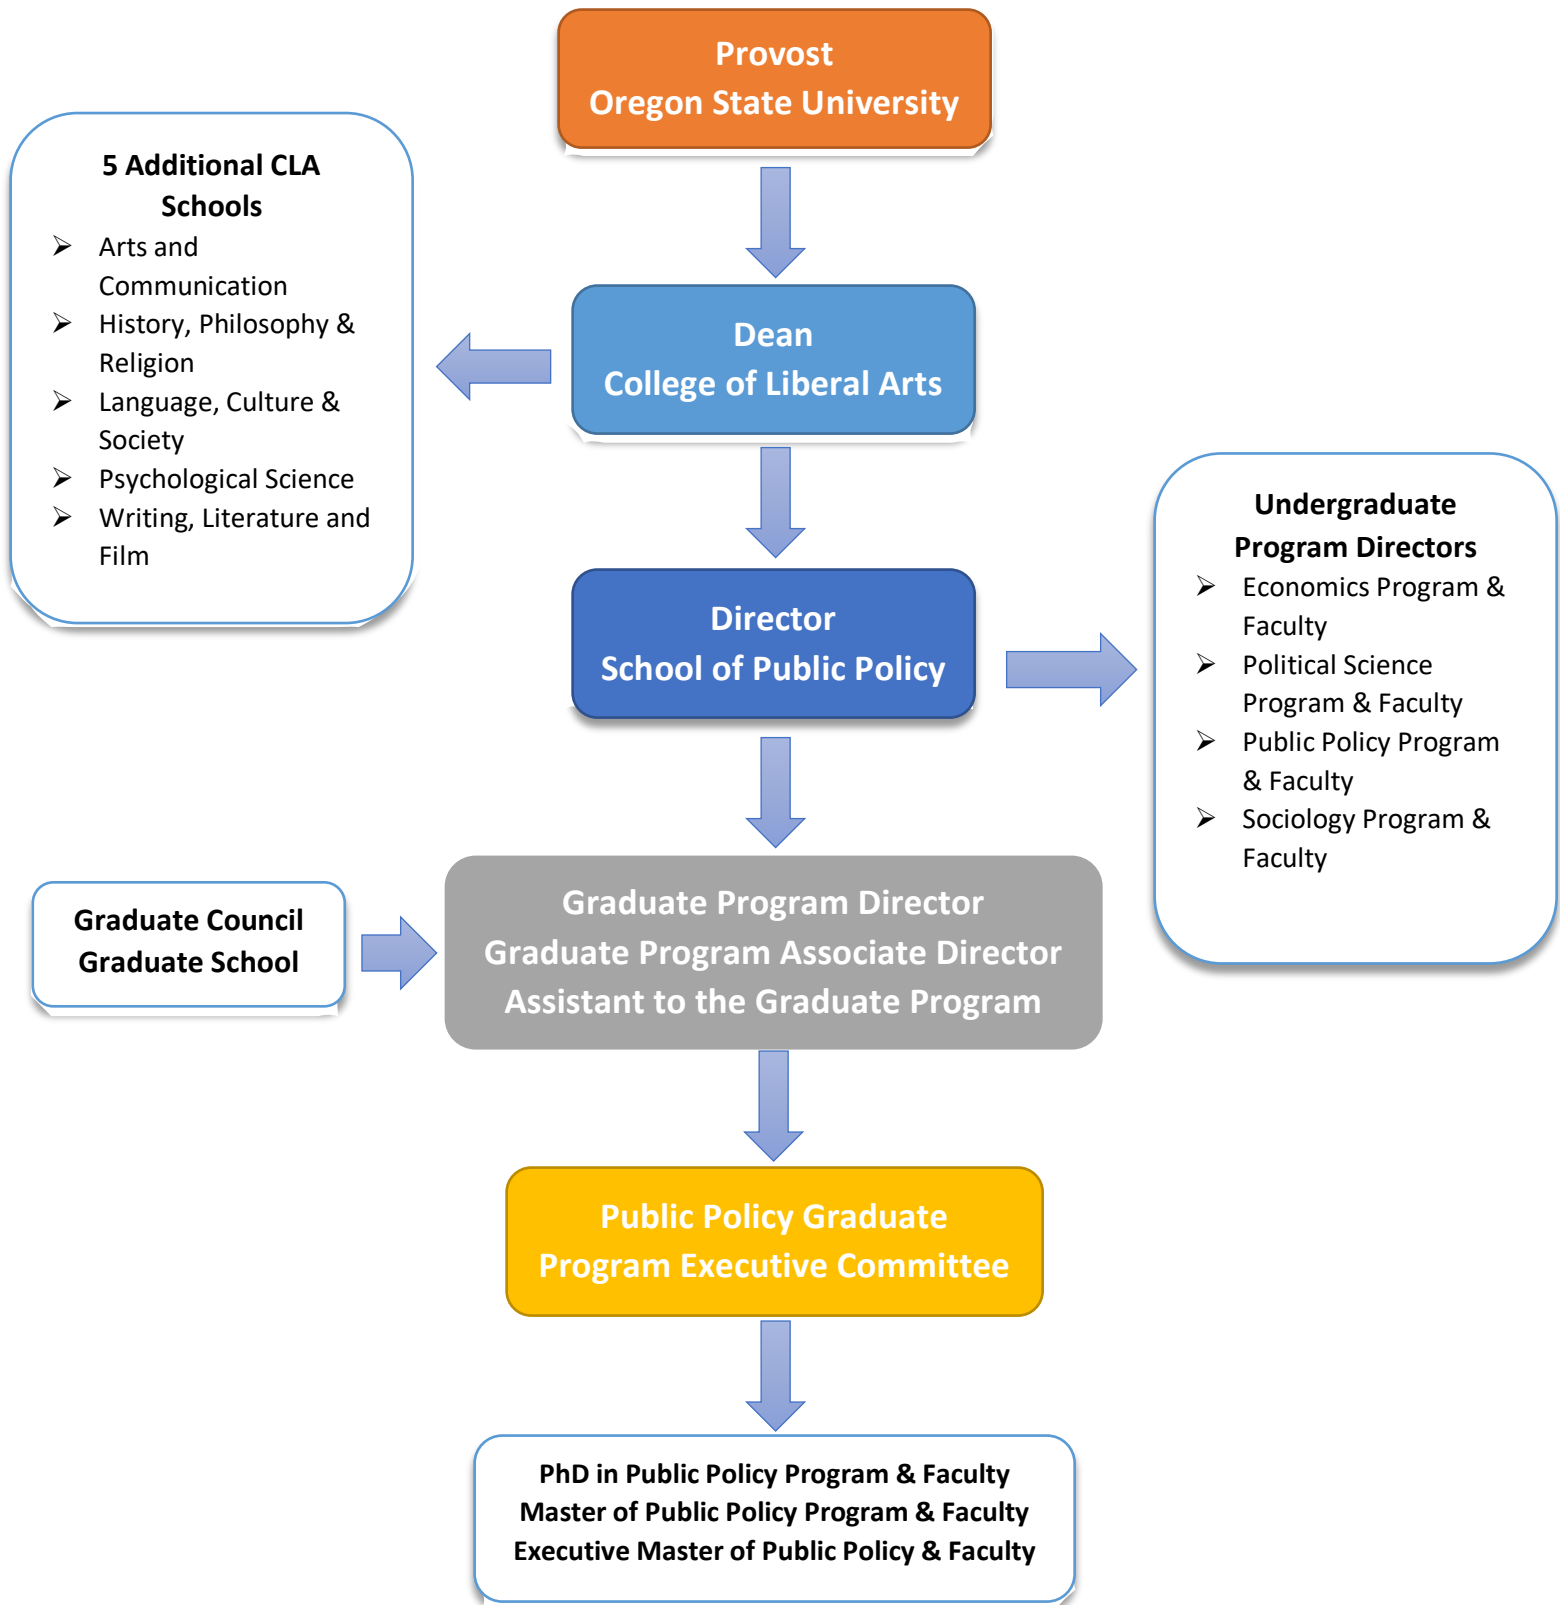 Provost
Oregon State University
5 Additional CLA
Schools
➢ Arts and
Communication
➢ History, Philosophy &
Religion
➢ Language, Culture &
Society
➢ Psychological Science
➢ Writing, Literature and
Film
Dean
College of Liberal Arts
Director
School of Public Policy
Undergraduate
Program Directors
➢ Economics Program &
Faculty
➢ Political Science
Program & Faculty
➢ Public Policy Program
& Faculty
➢ Sociology Program &
Faculty
Graduate Council
Graduate School
Graduate Program Director
Graduate Program Associate Director
Assistant to the Graduate Program
Public Policy Graduate
Program Executive Committee
PhD in Public Policy Program & Faculty
Master of Public Policy Program & Faculty
Executive Master of Public Policy & Faculty